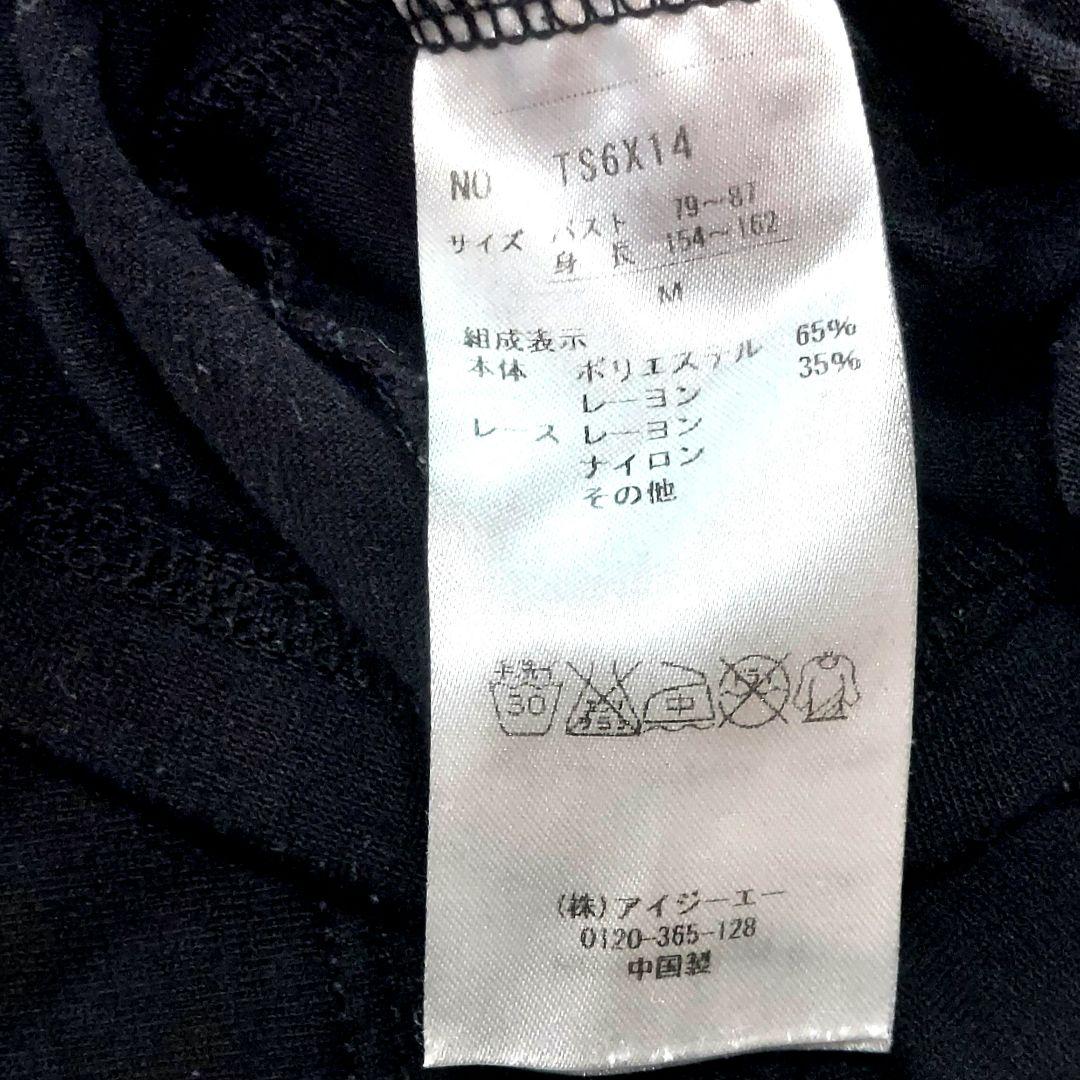 NO TS6X14
サイズ バスト 79〜87
身長 154〜162
M
組成表示
本体 ポリエステル 65%
レーヨン 35%
レース レーヨン
ナイロン
その他
30 中 ドライ
(株)アイジーエー
0120-365-128
中国製